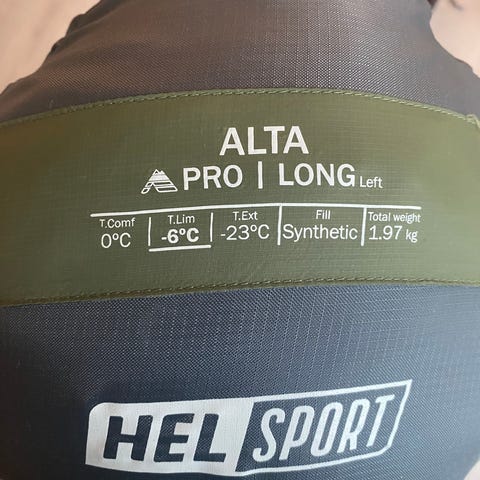 ALTA
PRO | LONG Left
T.Comf T.Lim T.Ext Fill Total weight
0°C -6°C -23°C Synthetic 1.97 kg
HEL SPORT